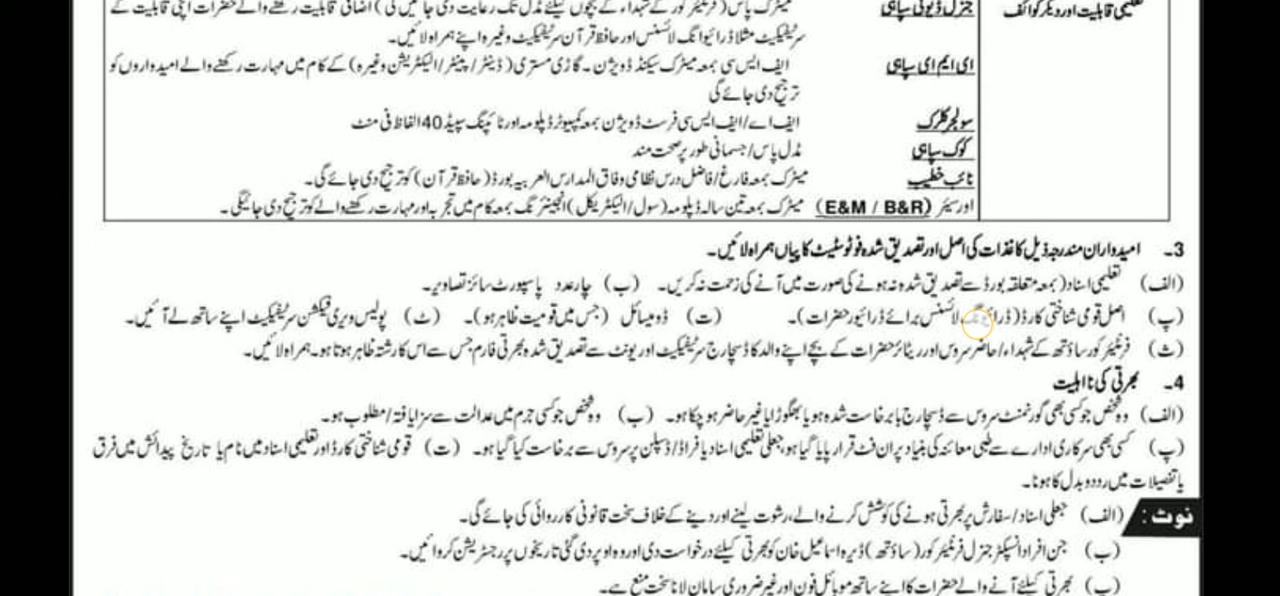 تعلیمی قابلیت اور دیگر کوائف
جنرل ڈیوٹی سپاہی میٹرک پاس (فرنٹیئر کور کے شہداء کے بچوں کیلئے مڈل تک رعایت دی جائیں گی) اضافی قابلیت رکھنے والے حضرات اپنی قابلیت کے
سرٹیفکیٹ مثلا ڈرائیوانگ لائسنس اور حافظ قرآن سرٹیفکیٹ وغیرہ اپنے ہمراہ لائیں۔
ای ایم ای سپاہی ایف ایس سی بمعہ میٹرک سیکنڈ ڈویژن ۔ گاڑی مستری (ڈینٹر/پینٹر/الیکٹریشن وغیرہ) کے کام میں مہارت رکھنے والے امیدواروں کو
ترجیح دی جائے گی
سولجر کلرک ایف اے/ایف ایس سی فرسٹ ڈویژن بمعہ کمپیوٹر ڈپلومہ اور ٹائپنگ سپیڈ 40 الفاظ فی منٹ
کوک سپاہی مڈل پاس/جسمانی طور پر صحت مند
نائب خطیب میٹرک بمعہ فارغ/فاضل درس نظامی وفاق المدارس العربیہ بورڈ (حافظ قرآن) کو ترجیح دی جائے گی۔
اورسیئر (E&M / B&R) میٹرک بمعہ تین سالہ ڈپلومہ (سول/الیکٹریکل) انجینئرنگ بمعہ کام میں تجربہ اور مہارت رکھنے والے کو ترجیح دی جائیگی ۔
3۔ امیدواران مندرجہ ذیل کاغذات کی اصل اور تصدیق شدہ فوٹوسٹیٹ کاپیاں ہمراہ لائیں۔
(الف) تعلیمی اسناد (بمعہ متعلقہ بورڈ سے تصدیق شدہ نہ ہونے کی صورت میں آنے کی زحمت نہ کریں۔ (ب) چار عدد پاسپورٹ سائز تصاویر۔
(پ) اصل قومی شناختی کارڈ (ڈرائیونگ لائسنس برائے ڈرائیور حضرات)۔ (ت) ڈومیسائل (جس میں قومیت ظاہر ہو)۔ (ٹ) پولیس ویری فیکشن سرٹیفکیٹ اپنے ساتھ لے آئیں۔
(ث) فرنٹیئر کور ساؤتھ کے شہداء/حاضر سروس اور ریٹائر حضرات کے بچے اپنے والد کا ڈسچارج سرٹیفکیٹ اور یونٹ سے تصدیق شدہ بھرتی فارم جس سے اس کا رشتہ ظاہر ہوتا ہو۔ ہمراہ لائیں۔
4۔ بھرتی کی نااہلیت
(الف) وہ شخص جو کسی بھی گورنمنٹ سروس سے ڈسچارج یا برخاست شدہ ہو یا بھگوڑا یا غیر حاضر ہو چکا ہو۔ (ب) وہ شخص جو کسی جرم میں عدالت سے سزا یافتہ/مطلوب ہو۔
(پ) کسی بھی سرکاری ادارے سے طبی معائنہ کی بنیاد پر ان فٹ قرار پایا گیا ہو، جعلی تعلیمی اسناد یا فراڈ/ڈسپلن پر سروس سے برخاست کیا گیا ہو۔ (ت) قومی شناختی کارڈ اور تعلیمی اسناد میں نام یا تاریخ پیدائش میں فرق
یا تفصیلات میں ردوبدل کا ہونا۔
نوٹ: (الف) جعلی اسناد/سفارش پر بھرتی ہونے کی کوشش کرنے والے، رشوت لینے اور دینے کے خلاف سخت قانونی کارروائی کی جائے گی۔
(ب) جن افراد انسپکٹر جنرل فرنٹیئر کور (ساؤتھ) ڈیرہ اسماعیل خان کو بھرتی کیلئے درخواست دی اور وہ اوپر دی گئی تاریخوں پر رجسٹریشن کروائیں۔
(پ) بھرتی کیلئے آنے والے حضرات کا اپنے ساتھ موبائل فون اور غیر ضروری سامان لانا سخت منع ہے۔